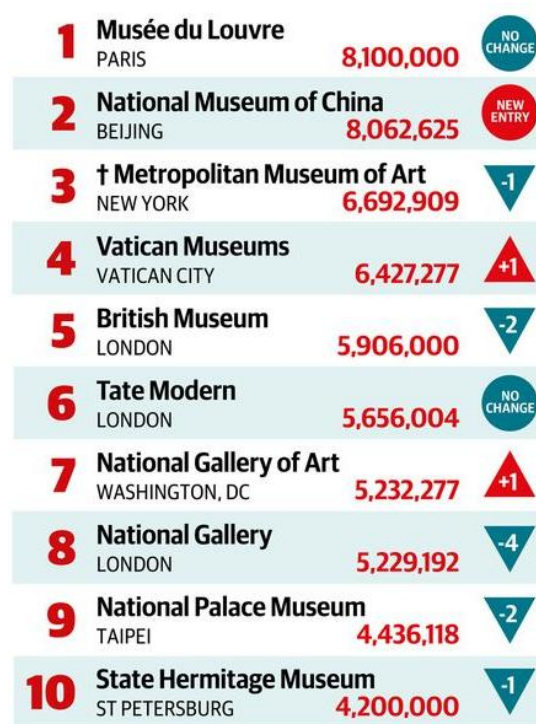 1 Musée du Louvre
PARIS 8,100,000 NO CHANGE
2 National Museum of China
BEIJING 8,062,625 NEW ENTRY
3 † Metropolitan Museum of Art
NEW YORK 6,692,909 -1
4 Vatican Museums
VATICAN CITY 6,427,277 +1
5 British Museum
LONDON 5,906,000 -2
6 Tate Modern
LONDON 5,656,004 NO CHANGE
7 National Gallery of Art
WASHINGTON, DC 5,232,277 +1
8 National Gallery
LONDON 5,229,192 -4
9 National Palace Museum
TAIPEI 4,436,118 -2
10 State Hermitage Museum
ST PETERSBURG 4,200,000 -1